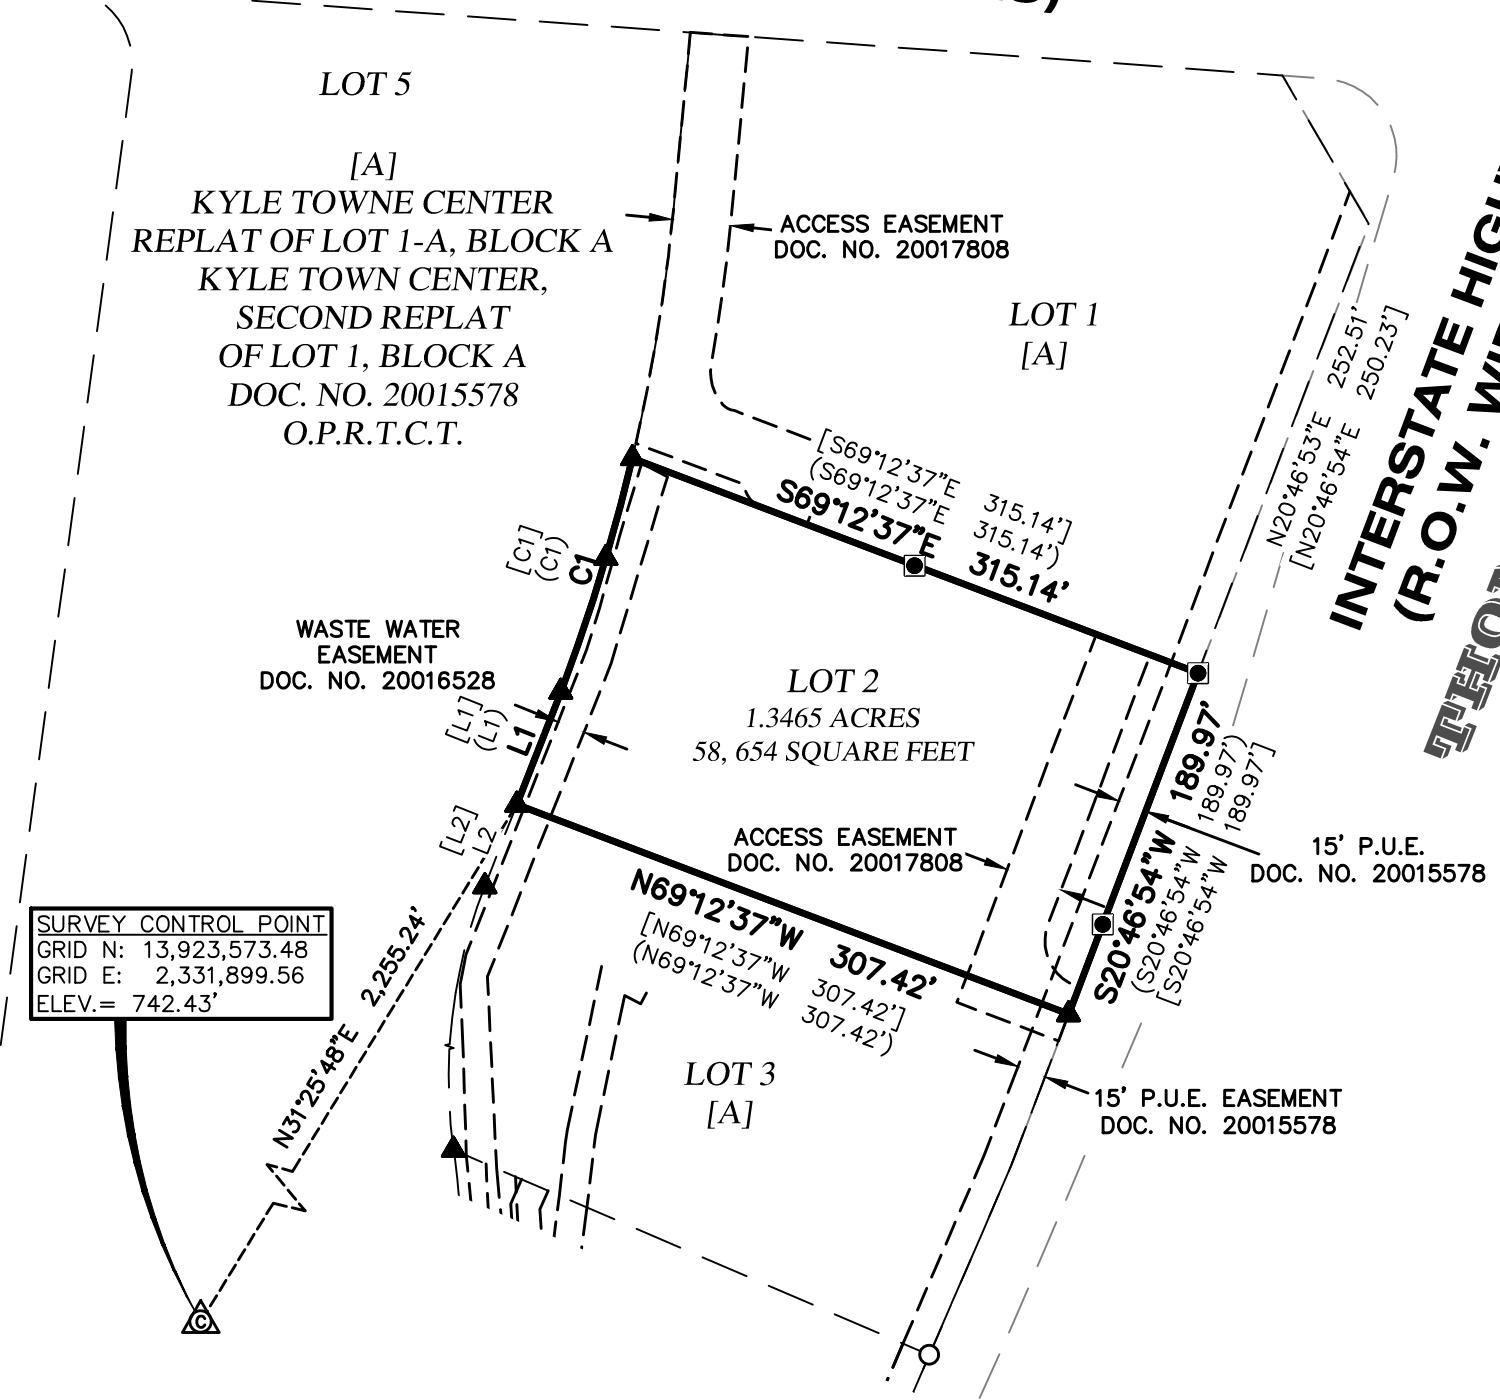 LOT 5
[A]
KYLE TOWNE CENTER
REPLAT OF LOT 1-A, BLOCK A
KYLE TOWN CENTER,
SECOND REPLAT
OF LOT 1, BLOCK A
DOC. NO. 20015578
O.P.R.T.C.T.
ACCESS EASEMENT
DOC. NO. 20017808
LOT 1
[A]
N20°46'53"E 252.51'
[N20°46'54"E 250.23']
INTERSTATE
(R.O.W.
[S69°12'37"E 315.14']
(S69°12'37"E 315.14')
S69°12'37"E 315.14'
[C1]
(C1)
C1
WASTE WATER
EASEMENT
DOC. NO. 20016528
[L1]
(L1)
L1
LOT 2
1.3465 ACRES
58, 654 SQUARE FEET
S20°46'54"W 189.97'
(S20°46'54"W 189.97')
[S20°46'54"W 189.97']
15' P.U.E.
DOC. NO. 20015578
ACCESS EASEMENT
DOC. NO. 20017808
[L2]
L2
N69°12'37"W 307.42'
[N69°12'37"W 307.42']
(N69°12'37"W 307.42')
SURVEY CONTROL POINT
GRID N: 13,923,573.48
GRID E: 2,331,899.56
ELEV.= 742.43'
N31°25'48"E 2,255.24'
LOT 3
[A]
15' P.U.E. EASEMENT
DOC. NO. 20015578
C